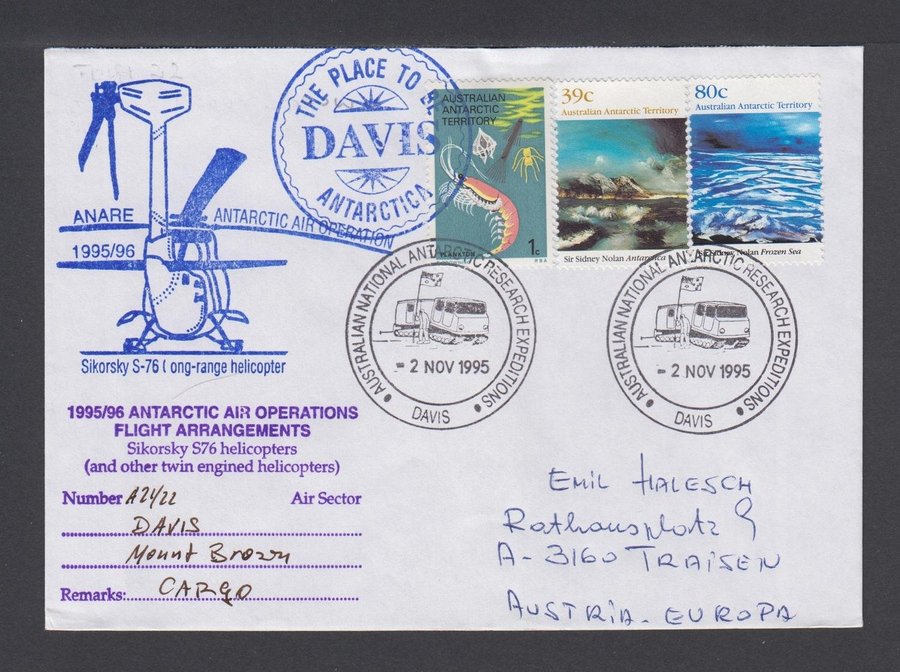 THE PLACE TO BE
DAVIS
ANTARCTICA
ANARE
1995/96
ANTARCTIC AIR OPERATION
Sikorsky S-76 ong-range helicopter
AUSTRALIAN
ANTARCTIC
TERRITORY
PLANKTON
1c
RBA
39c
Australian Antarctic Territory
Sir Sidney Nolan Antarctica
80c
Australian Antarctic Territory
Sidney Nolan Frozen Sea
AUSTRALIAN NATIONAL ANTARCTIC RESEARCH EXPEDITIONS
- 2 NOV 1995
DAVIS
AUSTRALIAN NATIONAL ANTARCTIC RESEARCH EXPEDITIONS
- 2 NOV 1995
DAVIS
1995/96 ANTARCTIC AIR OPERATIONS
FLIGHT ARRANGEMENTS
Sikorsky S76 helicopters
(and other twin engined helicopters)
Number A24/22 Air Sector
DAVIS
Mount Brown
Remarks: CARGO
EMIL HALESCH
Rathausplatz 9
A-3160 TRAISEN
AUSTRIA-EUROPA